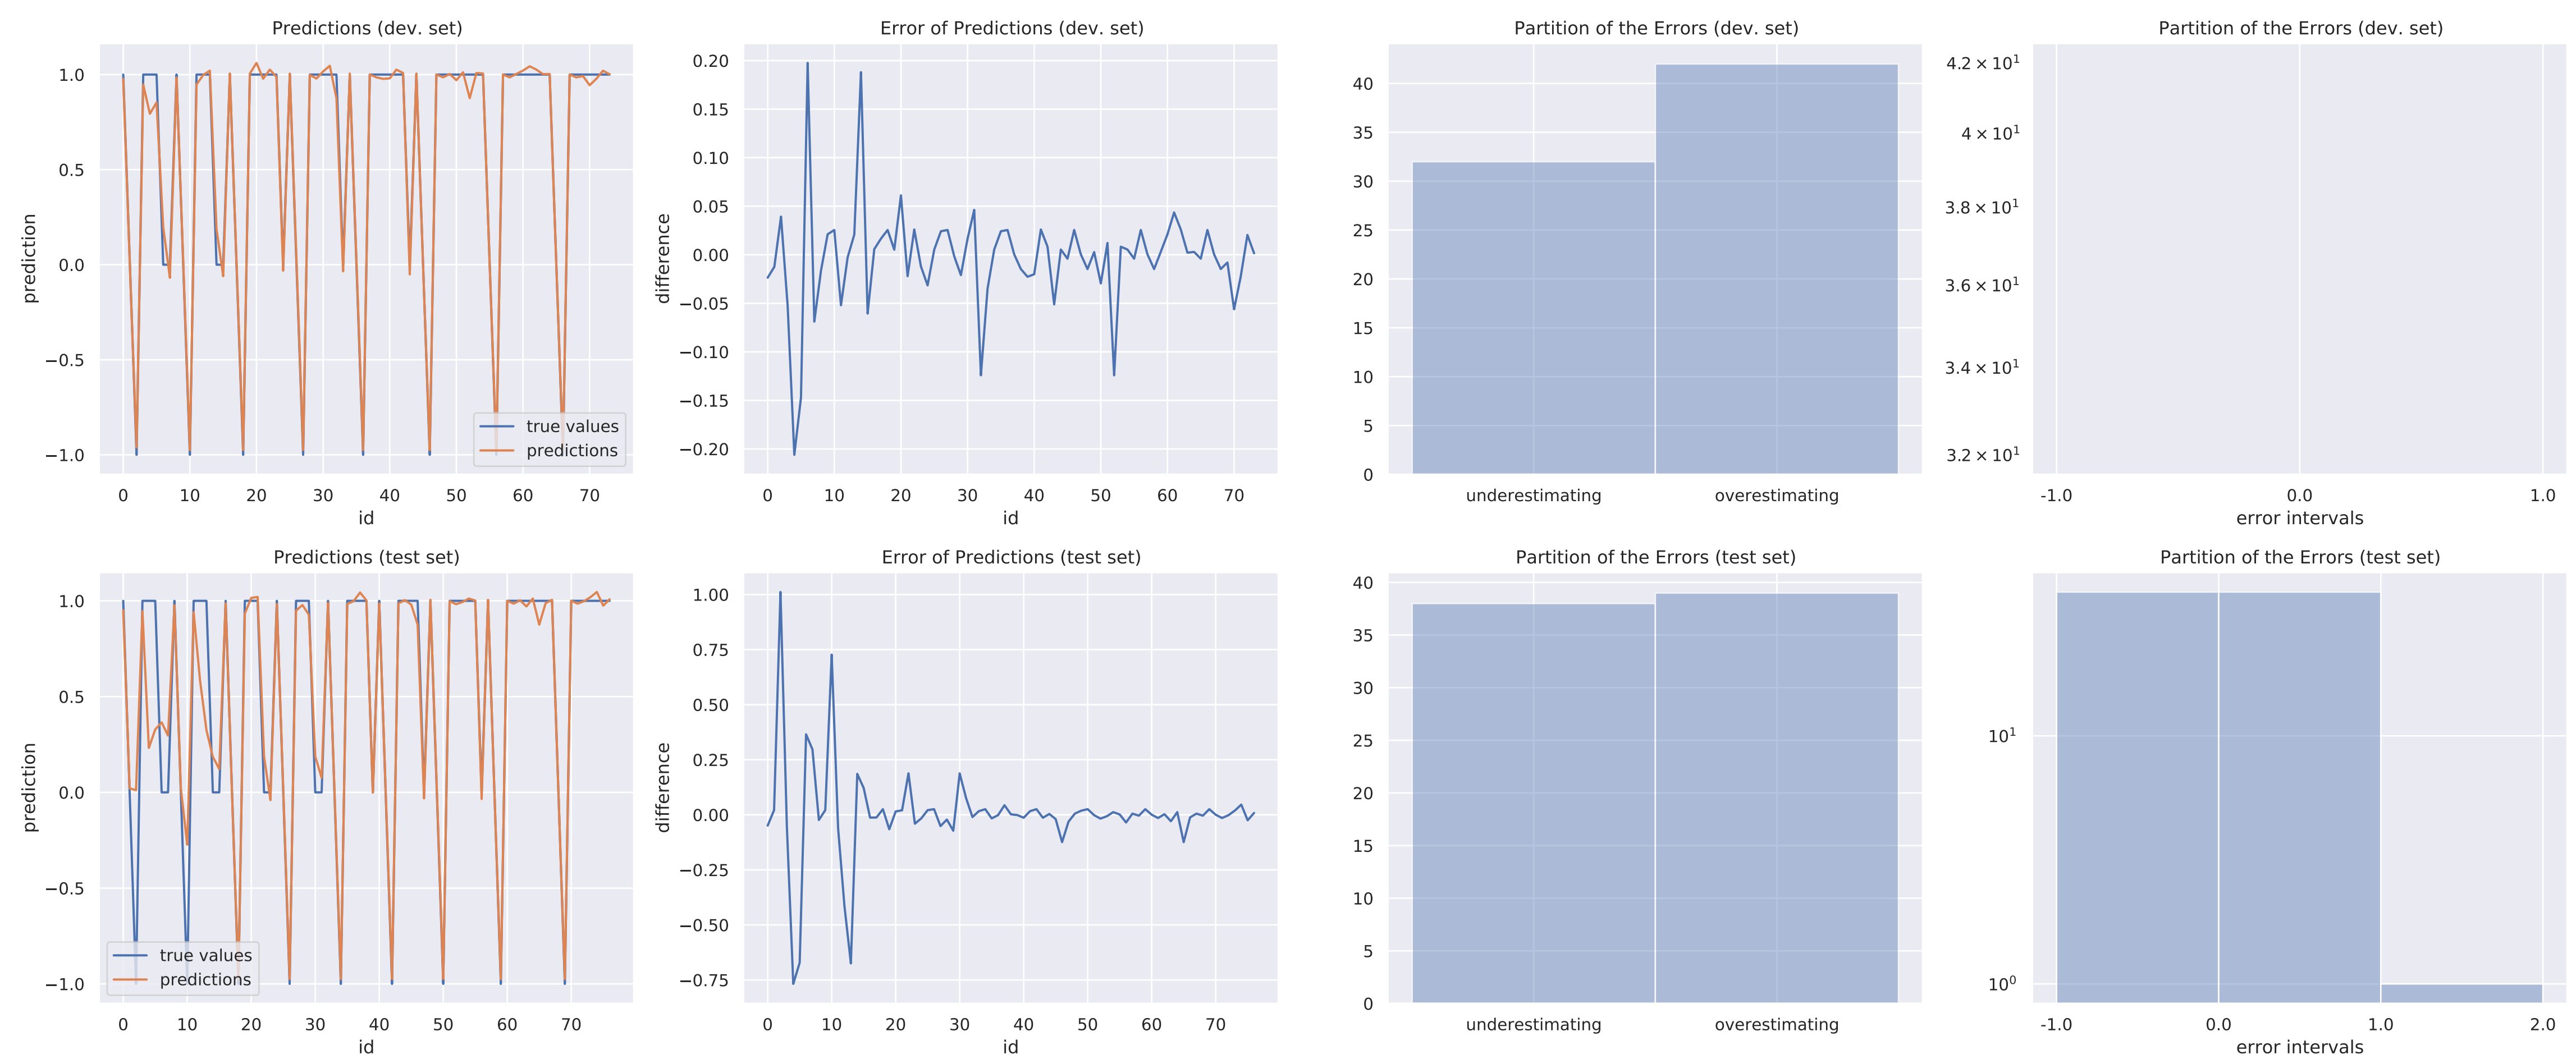 Predictions (dev. set)
prediction
1.0
0.5
0.0
−0.5
−1.0
true values
predictions
0 10 20 30 40 50 60 70
id
Error of Predictions (dev. set)
difference
0.20
0.15
0.10
0.05
0.00
−0.05
−0.10
−0.15
−0.20
0 10 20 30 40 50 60 70
id
Partition of the Errors (dev. set)
40
35
30
25
20
15
10
5
0
underestimating overestimating
Partition of the Errors (dev. set)
4.2 × 10¹
4 × 10¹
3.8 × 10¹
3.6 × 10¹
3.4 × 10¹
3.2 × 10¹
-1.0 0.0 1.0
error intervals
Predictions (test set)
prediction
1.0
0.5
0.0
−0.5
−1.0
true values
predictions
0 10 20 30 40 50 60 70
id
Error of Predictions (test set)
difference
1.00
0.75
0.50
0.25
0.00
−0.25
−0.50
−0.75
0 10 20 30 40 50 60 70
id
Partition of the Errors (test set)
40
35
30
25
20
15
10
5
0
underestimating overestimating
Partition of the Errors (test set)
10¹
10⁰
-1.0 0.0 1.0 2.0
error intervals